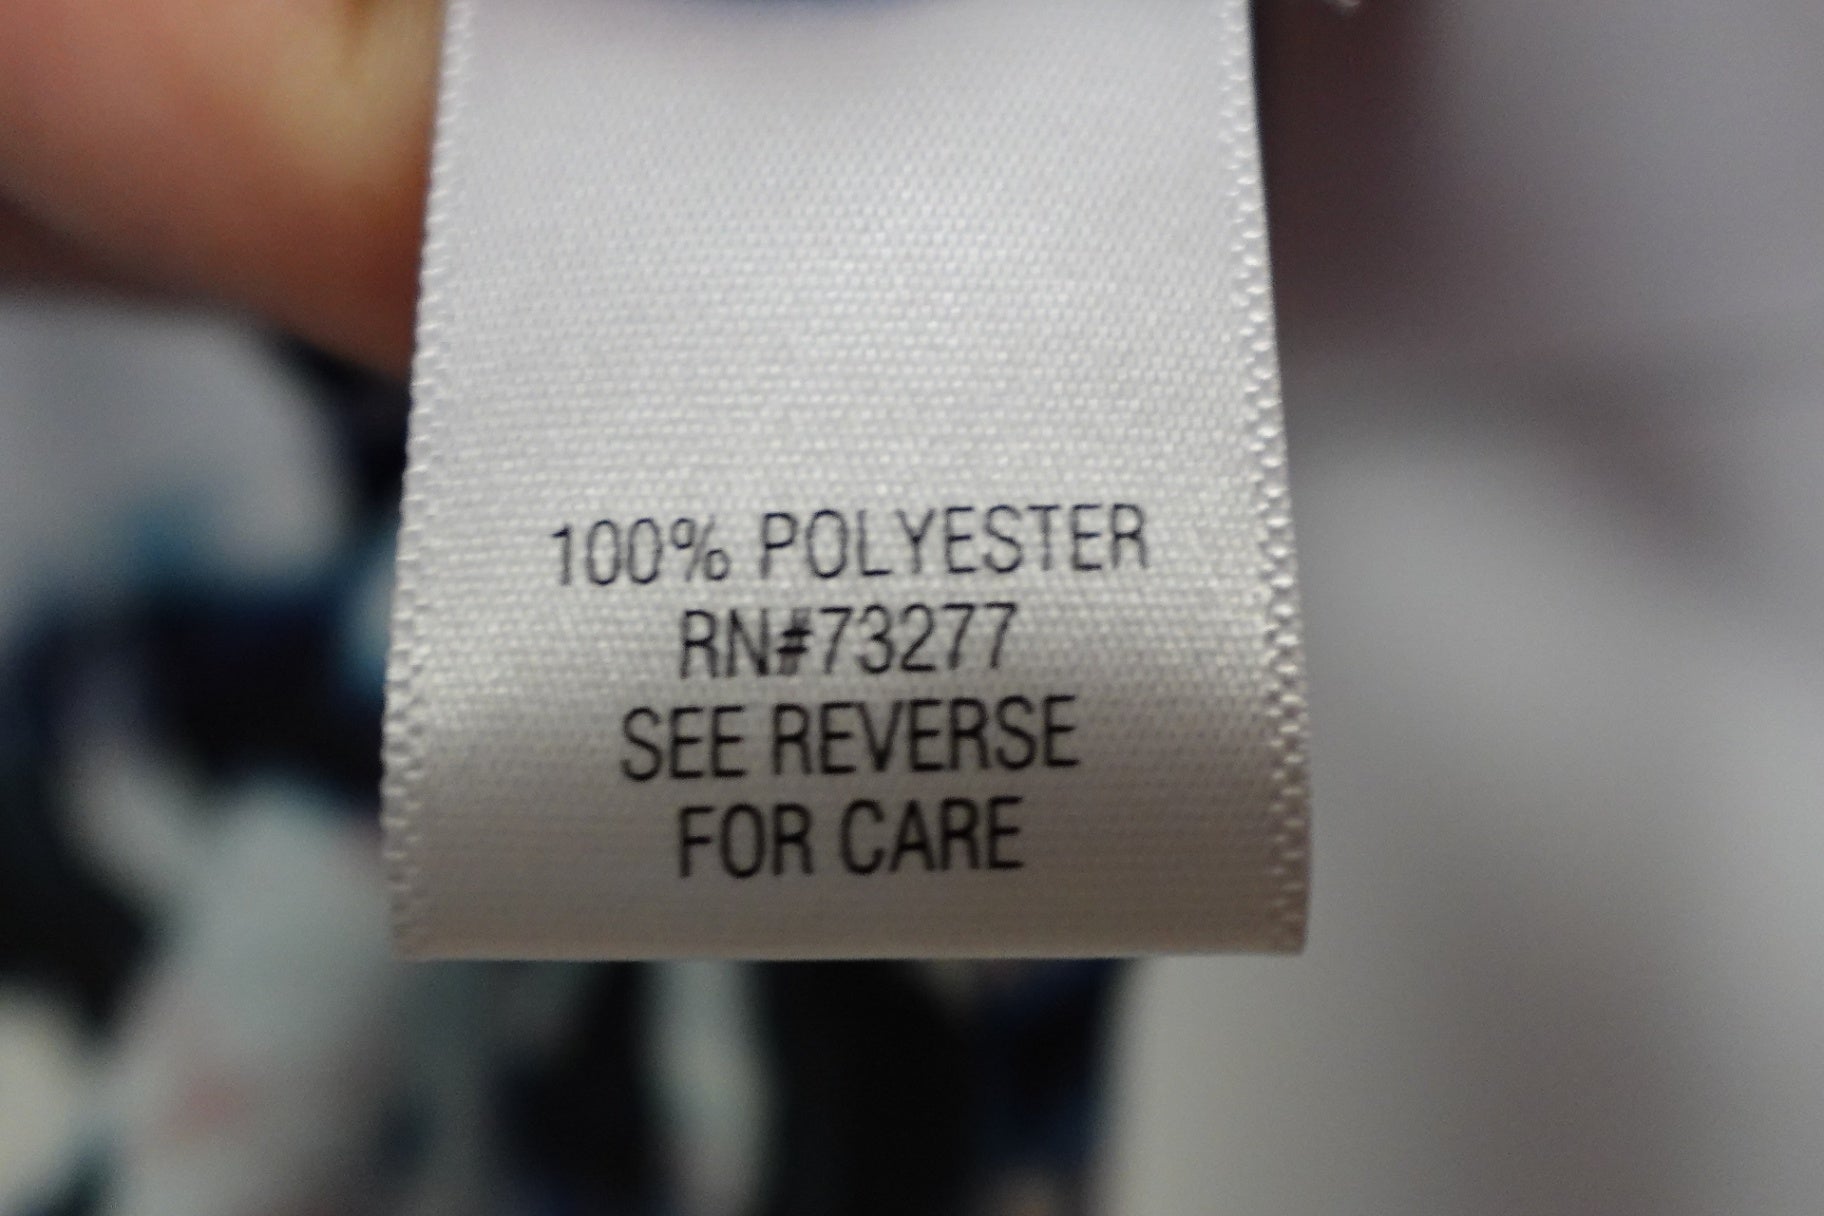 100% POLYESTER
RN#73277
SEE REVERSE
FOR CARE